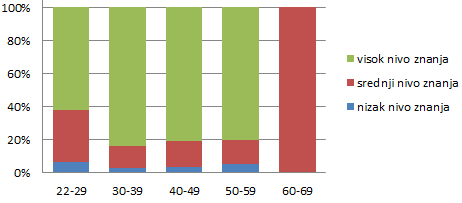 100%
80%
60%
40%
20%
0%
22-29 30-39 40-49 50-59 60-69
visok nivo znanja
srednji nivo znanja
nizak nivo znanja